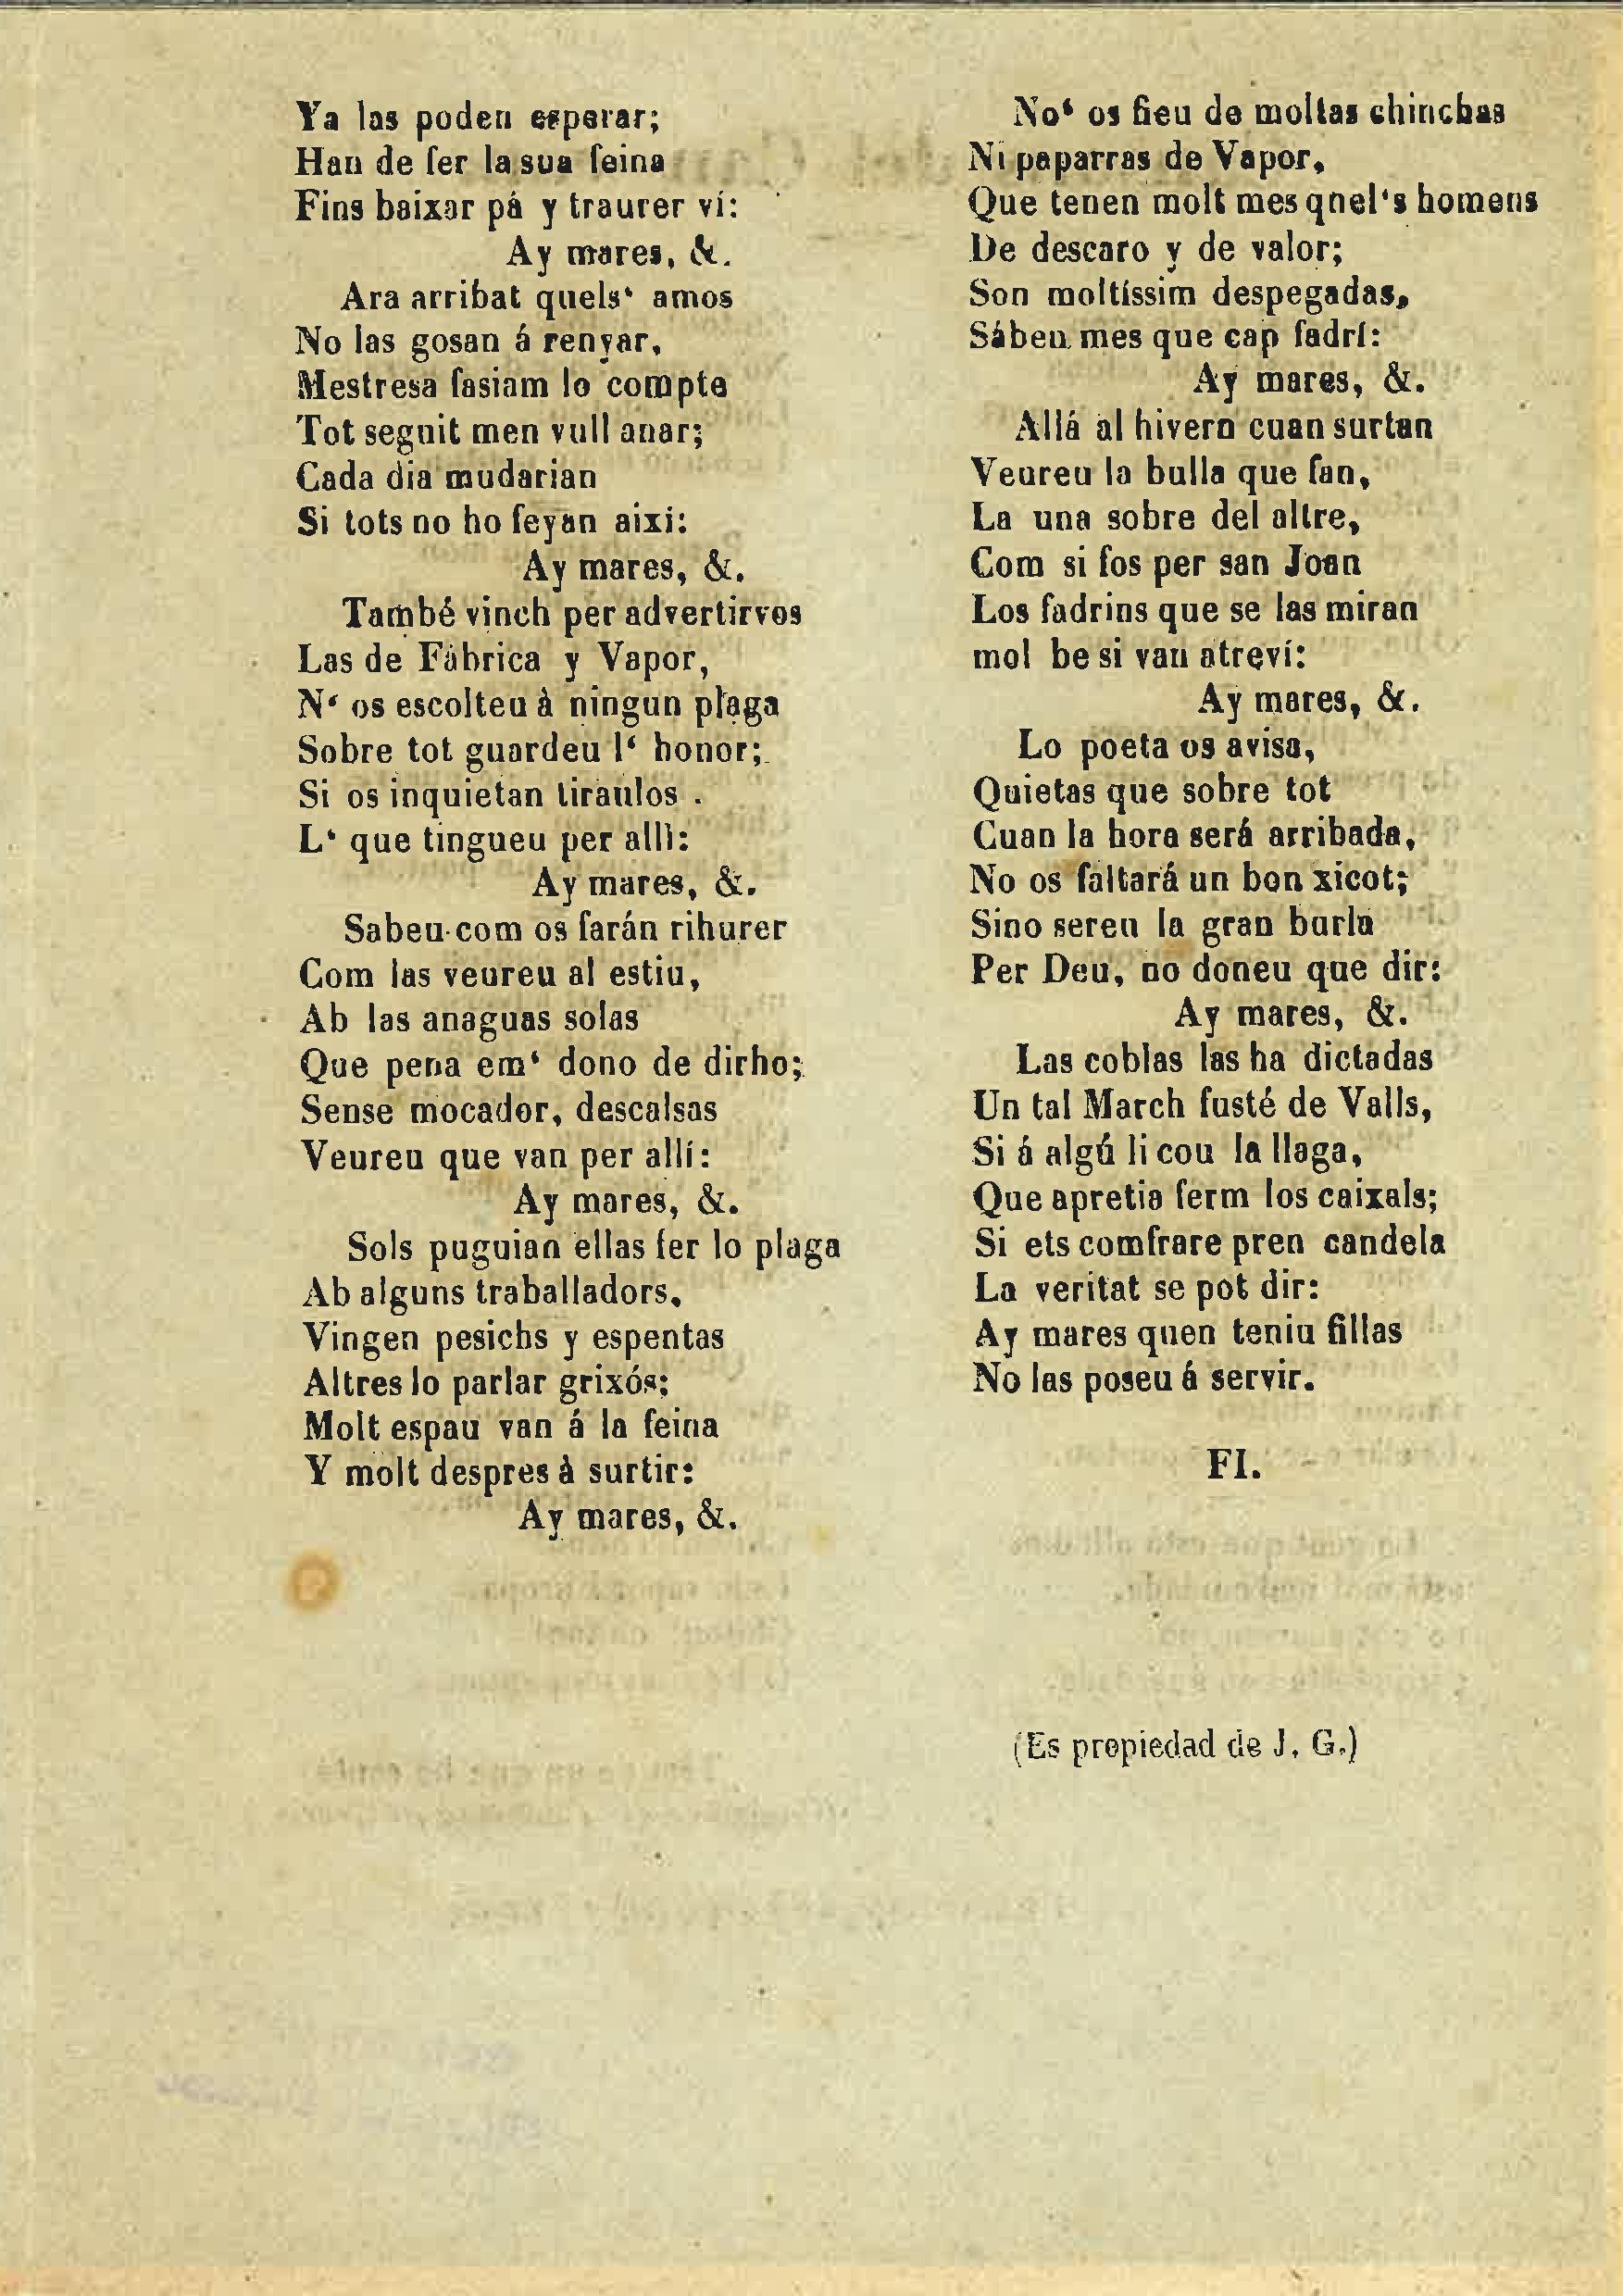 Ya las poden esperar;
Han de fer la sua feina
Fins baixar pá y traurer ví:
Ay mares, &.
Ara arribat quels‘ amos
No las gosan á renyar,
Mestresa fasiam lo compte
Tot seguit men vull anar;
Cada dia mudarian
Si tots no ho feyan aixi:
Ay mares, &.
També vinch per advertirvos
Las de Fàbrica y Vapor,
N‘ os escolteu à ningun plaga
Sobre tot guardeu l‘ honor;
Si os inquietan tiraulos .
L‘ que tingueu per allì:
Ay mares, &.
Sabeu com os farán rihurer
Com las veureu al estiu,
Ab las anaguas solas
Que pena em‘ dono de dirho;
Sense mocador, descalsas
Veureu que van per allí:
Ay mares, &.
Sols puguian ellas fer lo plaga
Ab alguns traballadors,
Vingen pesichs y espentas
Altres lo parlar grixós;
Molt espau van á la feina
Y molt despres à surtir:
Ay mares, &.
No‘ os fieu de moltas chinchas
Ni paparras de Vapor,
Que tenen molt mes qnel‘s homens
De descaro y de valor;
Son moltíssim despegadas,
Sábeu mes que cap fadrí:
Ay mares, &.
Allá al hivern cuan surtan
Veureu la bulla que fan,
La una sobre del altre,
Com si fos per san Joan
Los fadrins que se las miran
mol be si van atreví:
Ay mares, &.
Lo poeta os avisa,
Quietas que sobre tot
Cuan la hora será arribada,
No os faltará un bon xicot;
Sino sereu la gran burla
Per Deu, no doneu que dir:
Ay mares, &.
Las coblas las ha dictadas
Un tal March fusté de Valls,
Si á algú li cou la llaga,
Que apretia ferm los caixals;
Si ets comfrare pren candela
La veritat se pot dir:
Ay mares quen teniu fillas
No las poseu á servir.
FI.
(Es propiedad de J. G.)